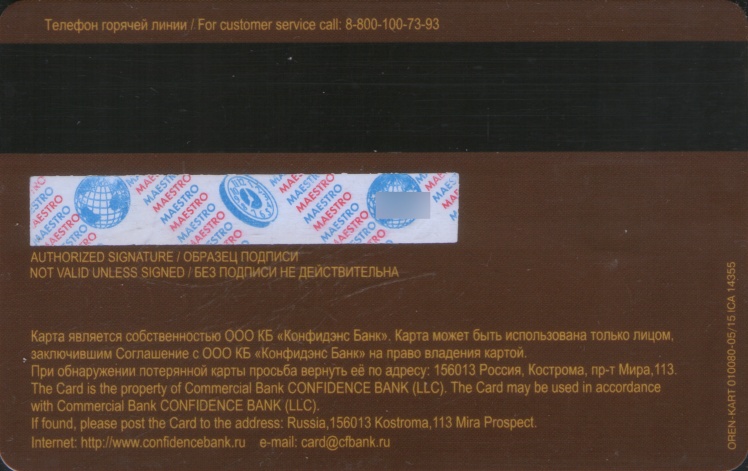 Телефон горячей линии / For customer service call: 8-800-100-73-93
MAESTRO MAESTRO MAESTRO MAESTRO MAESTRO MAESTRO
AUTHORIZED SIGNATURE / ОБРАЗЕЦ ПОДПИСИ
NOT VALID UNLESS SIGNED / БЕЗ ПОДПИСИ НЕ ДЕЙСТВИТЕЛЬНА
Карта является собственностью ООО КБ «Конфидэнс Банк». Карта может быть использована только лицом,
заключившим Соглашение с ООО КБ «Конфидэнс Банк» на право владения картой.
При обнаружении потерянной карты просьба вернуть её по адресу: 156013 Россия, Кострома, пр-т Мира,113.
The Card is the property of Commercial Bank CONFIDENCE BANK (LLC). The Card may be used in accordance
with Commercial Bank CONFIDENCE BANK (LLC).
If found, please post the Card to the address: Russia,156013 Kostroma,113 Mira Prospect.
Internet: http://www.confidencebank.ru e-mail: card@cfbank.ru
OREN-KART 010080-05/15 ICA 14355